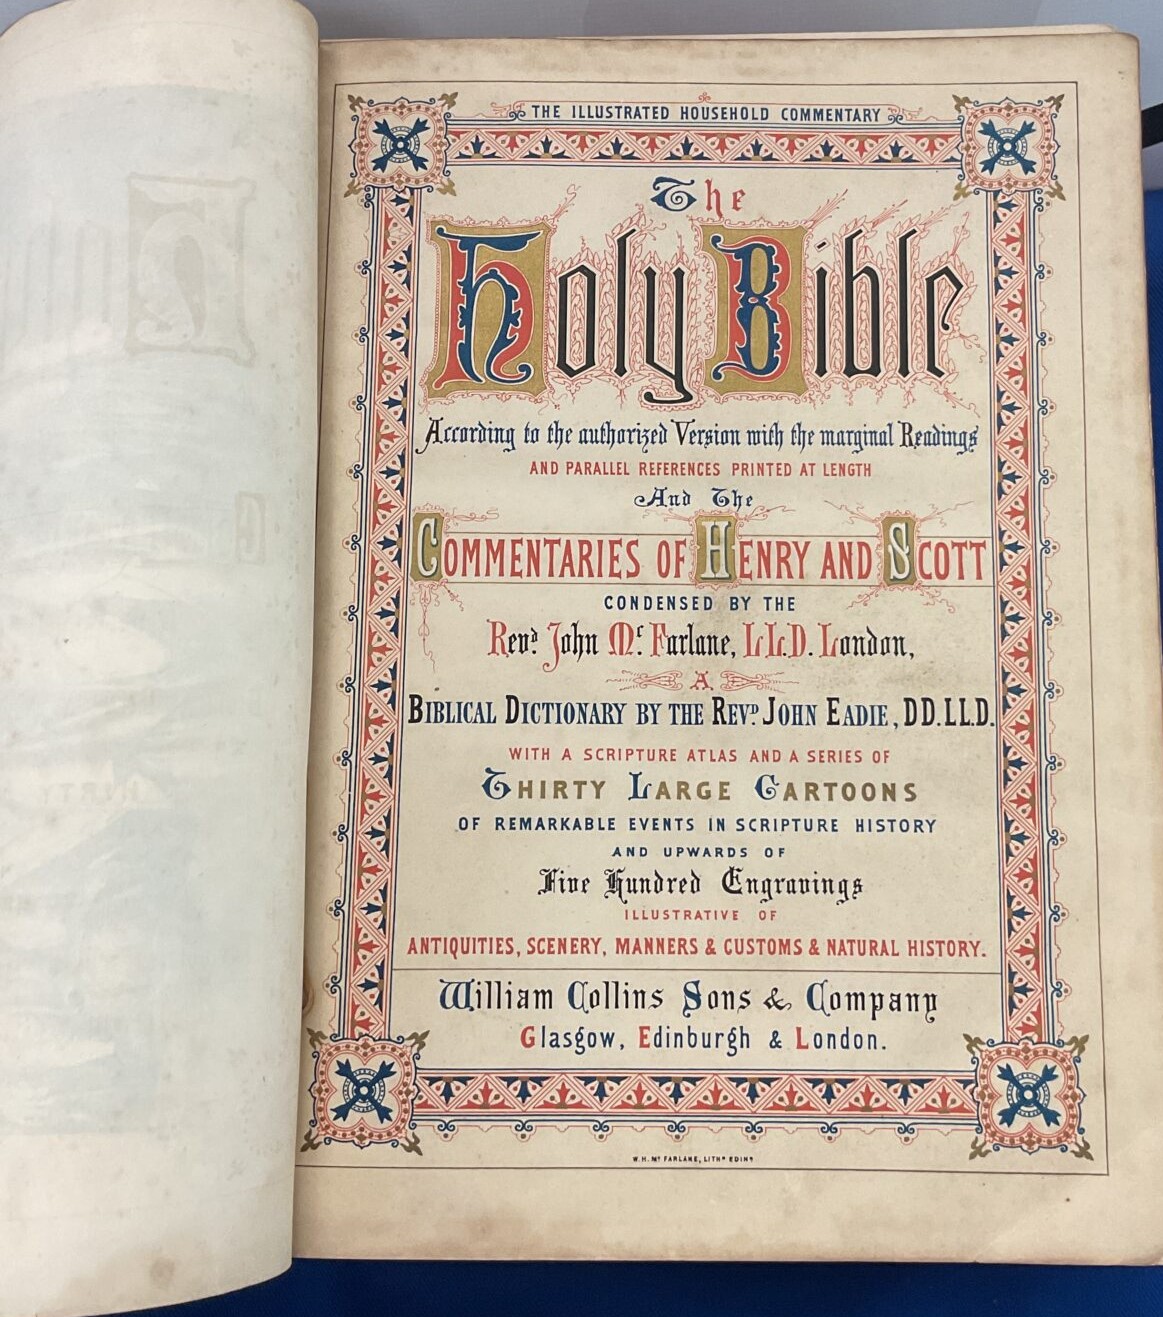 THE ILLUSTRATED HOUSEHOLD COMMENTARY
The
Holy Bible
According to the authorized Version with the marginal Readings
AND PARALLEL REFERENCES PRINTED AT LENGTH
And The
COMMENTARIES OF HENRY AND SCOTT
CONDENSED BY THE
Revd. John Mc. Farlane, LL.D. London,
A
BIBLICAL DICTIONARY BY THE REVD. JOHN EADIE, DD.LL.D.
WITH A SCRIPTURE ATLAS AND A SERIES OF
THIRTY LARGE CARTOONS
OF REMARKABLE EVENTS IN SCRIPTURE HISTORY
AND UPWARDS OF
Five Hundred Engravings
ILLUSTRATIVE OF
ANTIQUITIES, SCENERY, MANNERS & CUSTOMS & NATURAL HISTORY.
William Collins Sons & Company
Glasgow, Edinburgh & London.
W. H. Mc FARLANE, LITHR EDINR